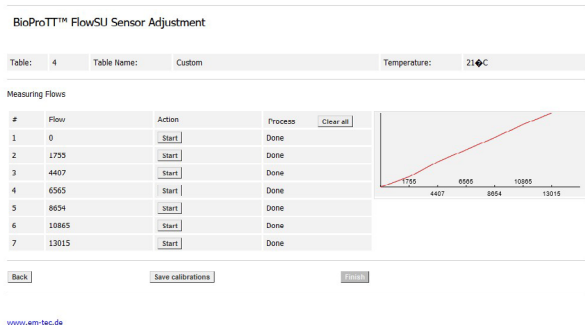 BioProTT™ FlowSU Sensor Adjustment
Table: 4 Table Name: Custom Temperature: 21�C
Measuring Flows
# Flow Action Process Clear all
1 0 Start Done
2 1755 Start Done
3 4407 Start Done
4 6565 Start Done
5 8654 Start Done
6 10865 Start Done
7 13015 Start Done
1755 6565 10865
4407 8654 13015
Back Save calibrations Finish
www.em-tec.de